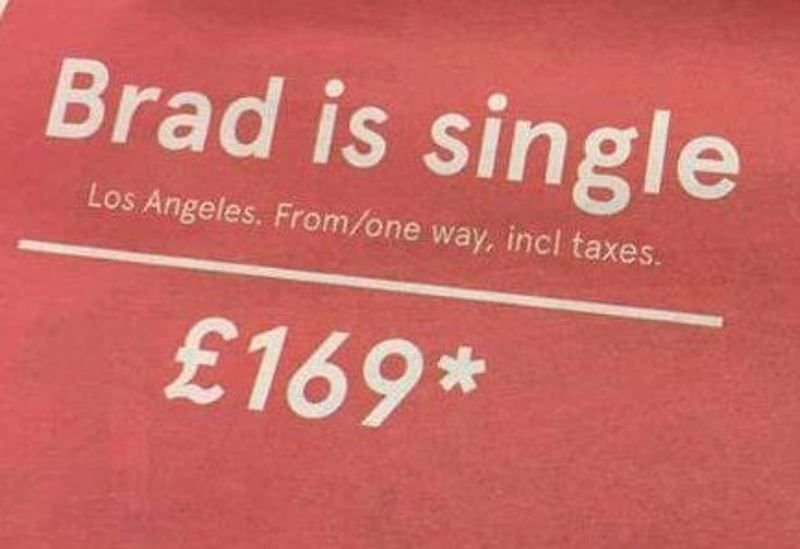 Brad is single
Los Angeles. From/one way, incl taxes.
£169*